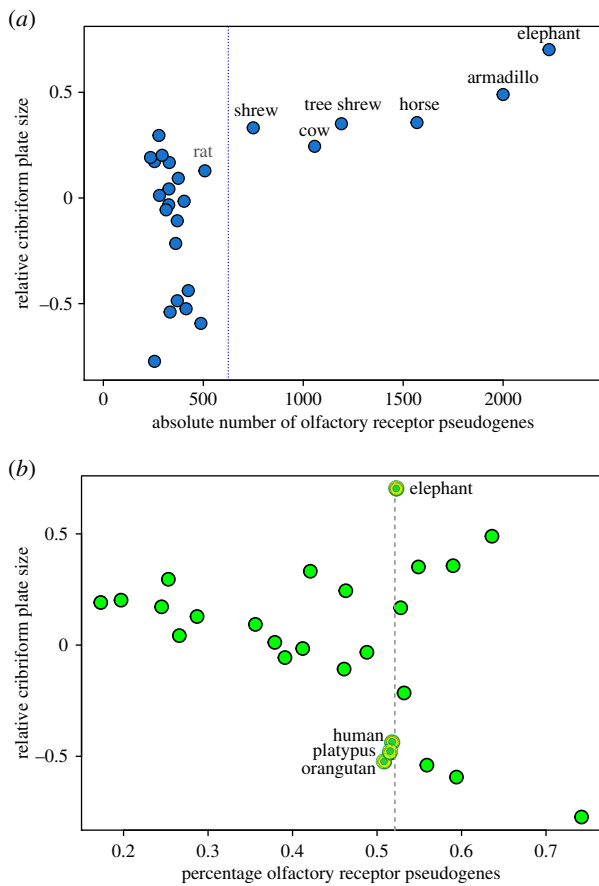 (a)
elephant
armadillo
0.5
shrew
tree shrew
horse
cow
rat
relative cribriform plate size
0
–0.5
0
500
1000
1500
2000
absolute number of olfactory receptor pseudogenes
(b)
elephant
0.5
relative cribriform plate size
0
human
platypus
–0.5
orangutan
0.2
0.3
0.4
0.5
0.6
0.7
percentage olfactory receptor pseudogenes